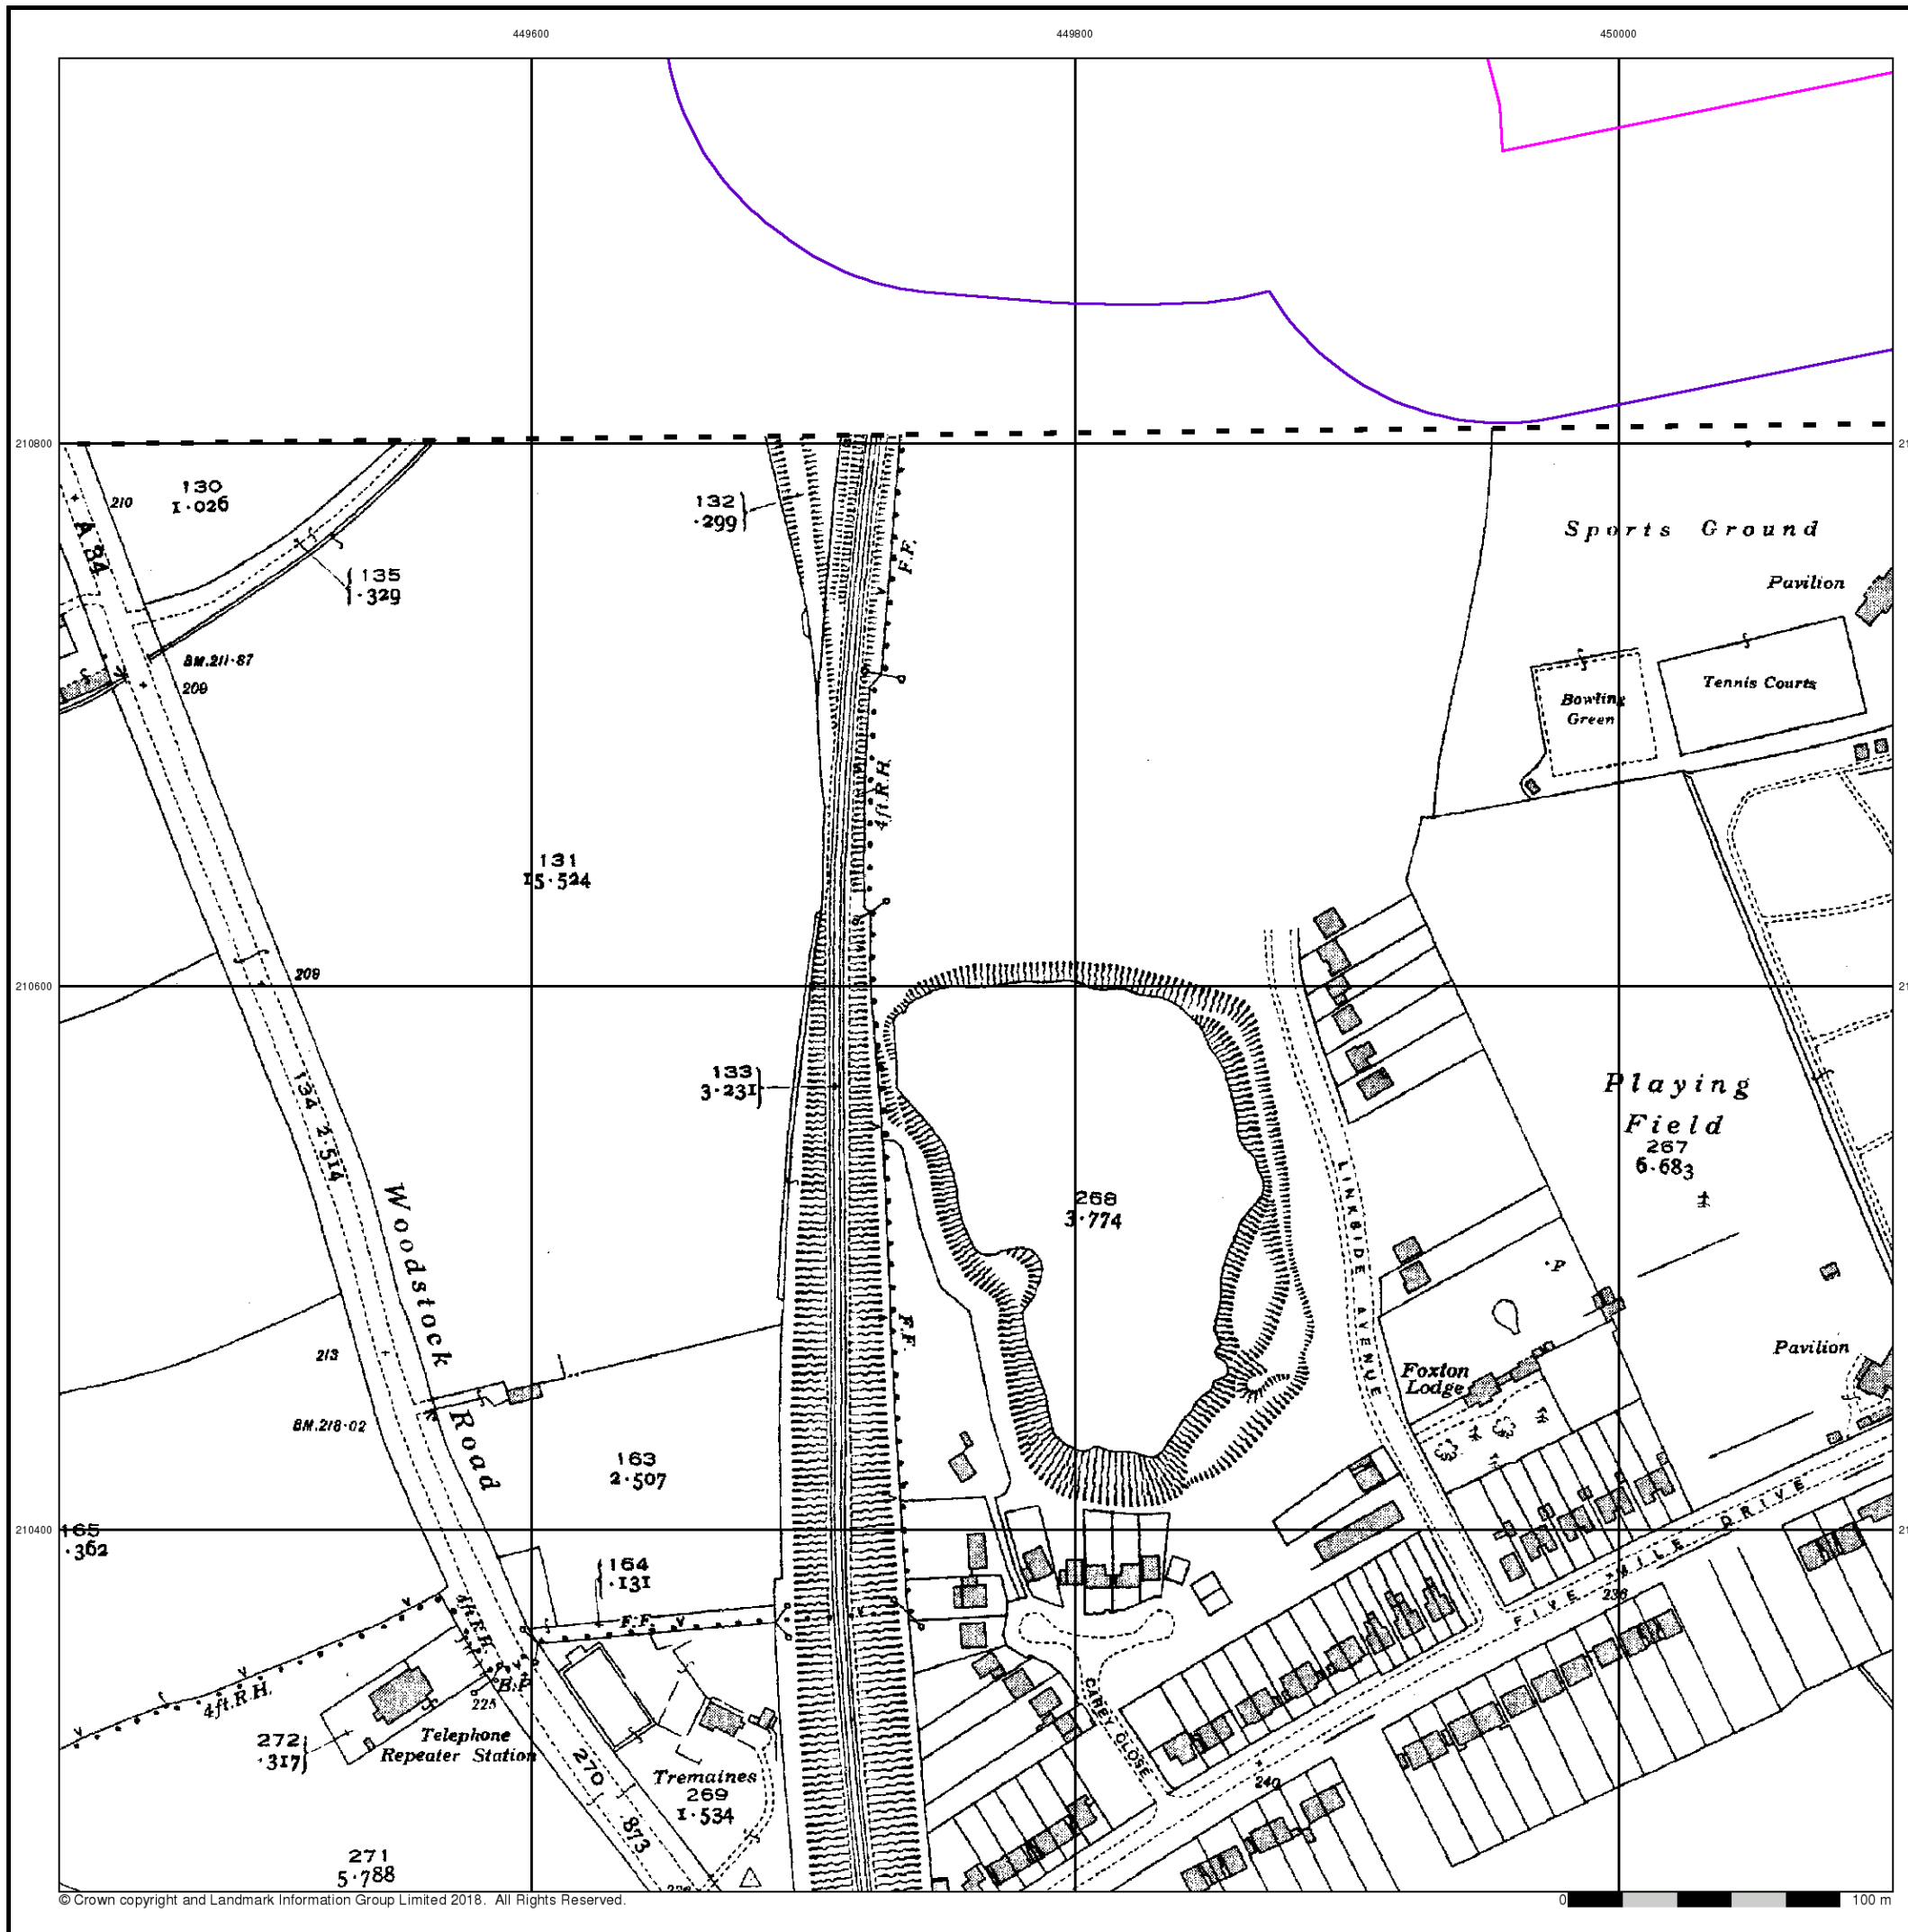 449600
449800
450000
210800
21
130
1·026
210
A 34
132
·299
F.F.
Sports Ground
Pavilion
135
·329
BM.211·87
209
Bowling
Green
Tennis Courts
4ft.R.H.
131
15·524
209
210600
21
133
3·231
134 2·514
Playing
Field
267
6·683
268
3·774
LINKSIDE AVENUE
Woodstock
Road
P
F.F.
213
Foxton
Lodge
Pavilion
BM.218·02
163
2·507
210400
21
165
·362
164
·131
FIVE MILE DRIVE
236
F.F.
4ft.R.H.
B.P.
225
272
·317
Telephone
Repeater Station
CAREY CLOSE
240
270
·873
Tremaines
269
1·534
271
5·788
© Crown copyright and Landmark Information Group Limited 2018. All Rights Reserved.
0
100 m